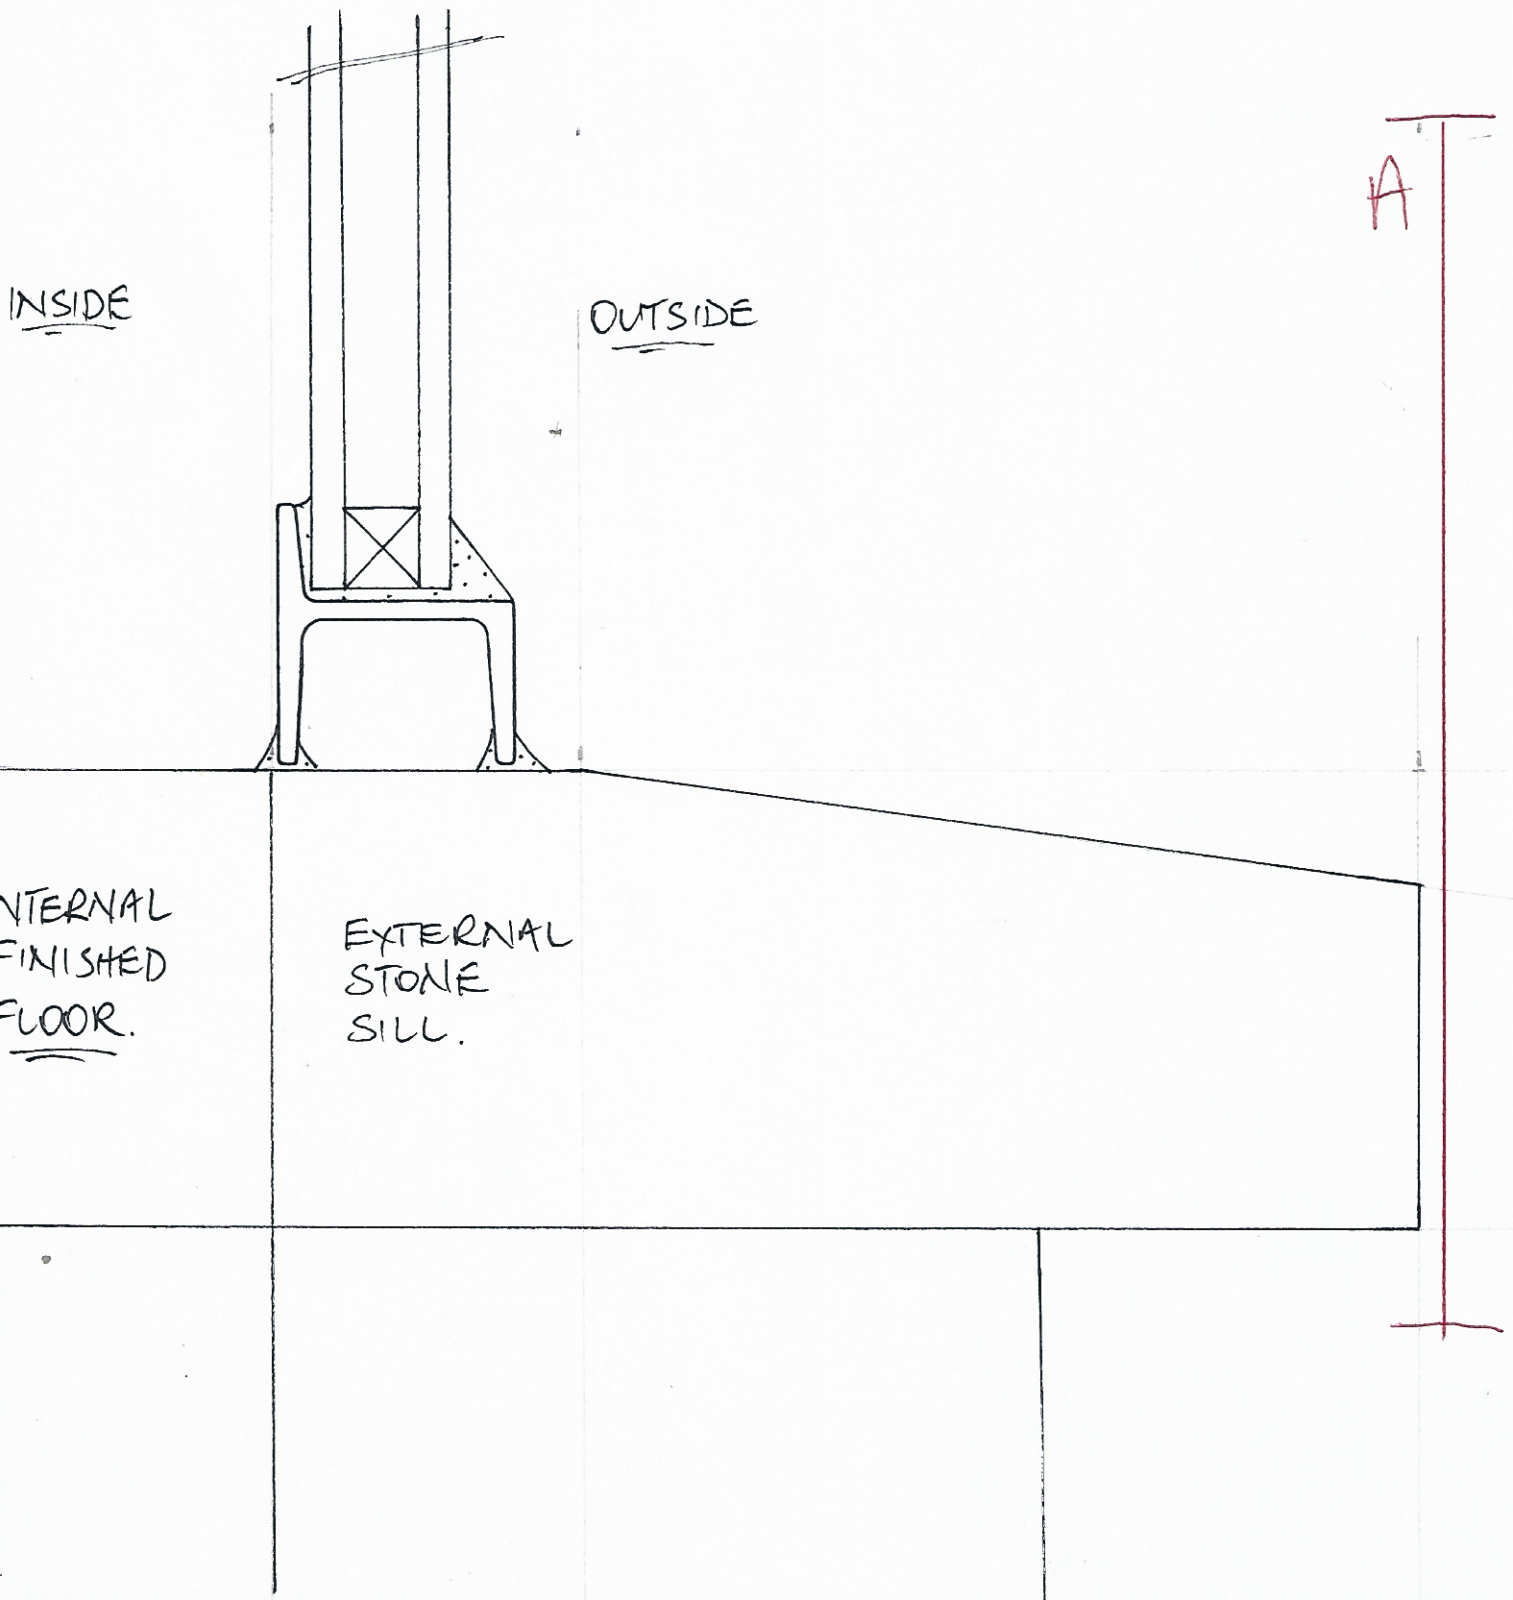 A
INSIDE
OUTSIDE
NTERNAL
FINISHED
FLOOR.
EXTERNAL
STONE
SILL.